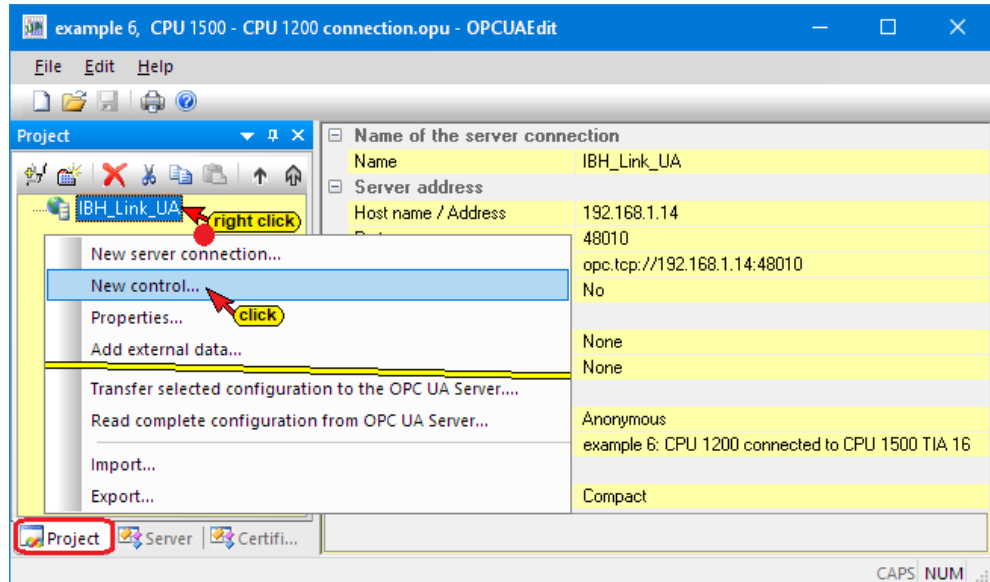 example 6, CPU 1500 - CPU 1200 connection.opu - OPCUAEdit
File Edit Help
Project
Name of the server connection
Name IBH_Link_UA
Server address
IBH_Link_UA
right click
Host name / Address 192.168.1.14
48010
New server connection...
opc.tcp://192.168.1.14:48010
New control...
No
click
Properties...
None
Add external data...
None
Transfer selected configuration to the OPC UA Server....
Read complete configuration from OPC UA Server...
Anonymous
example 6: CPU 1200 connected to CPU 1500 TIA 16
Import...
Export...
Compact
Project Server Certifi...
CAPS NUM